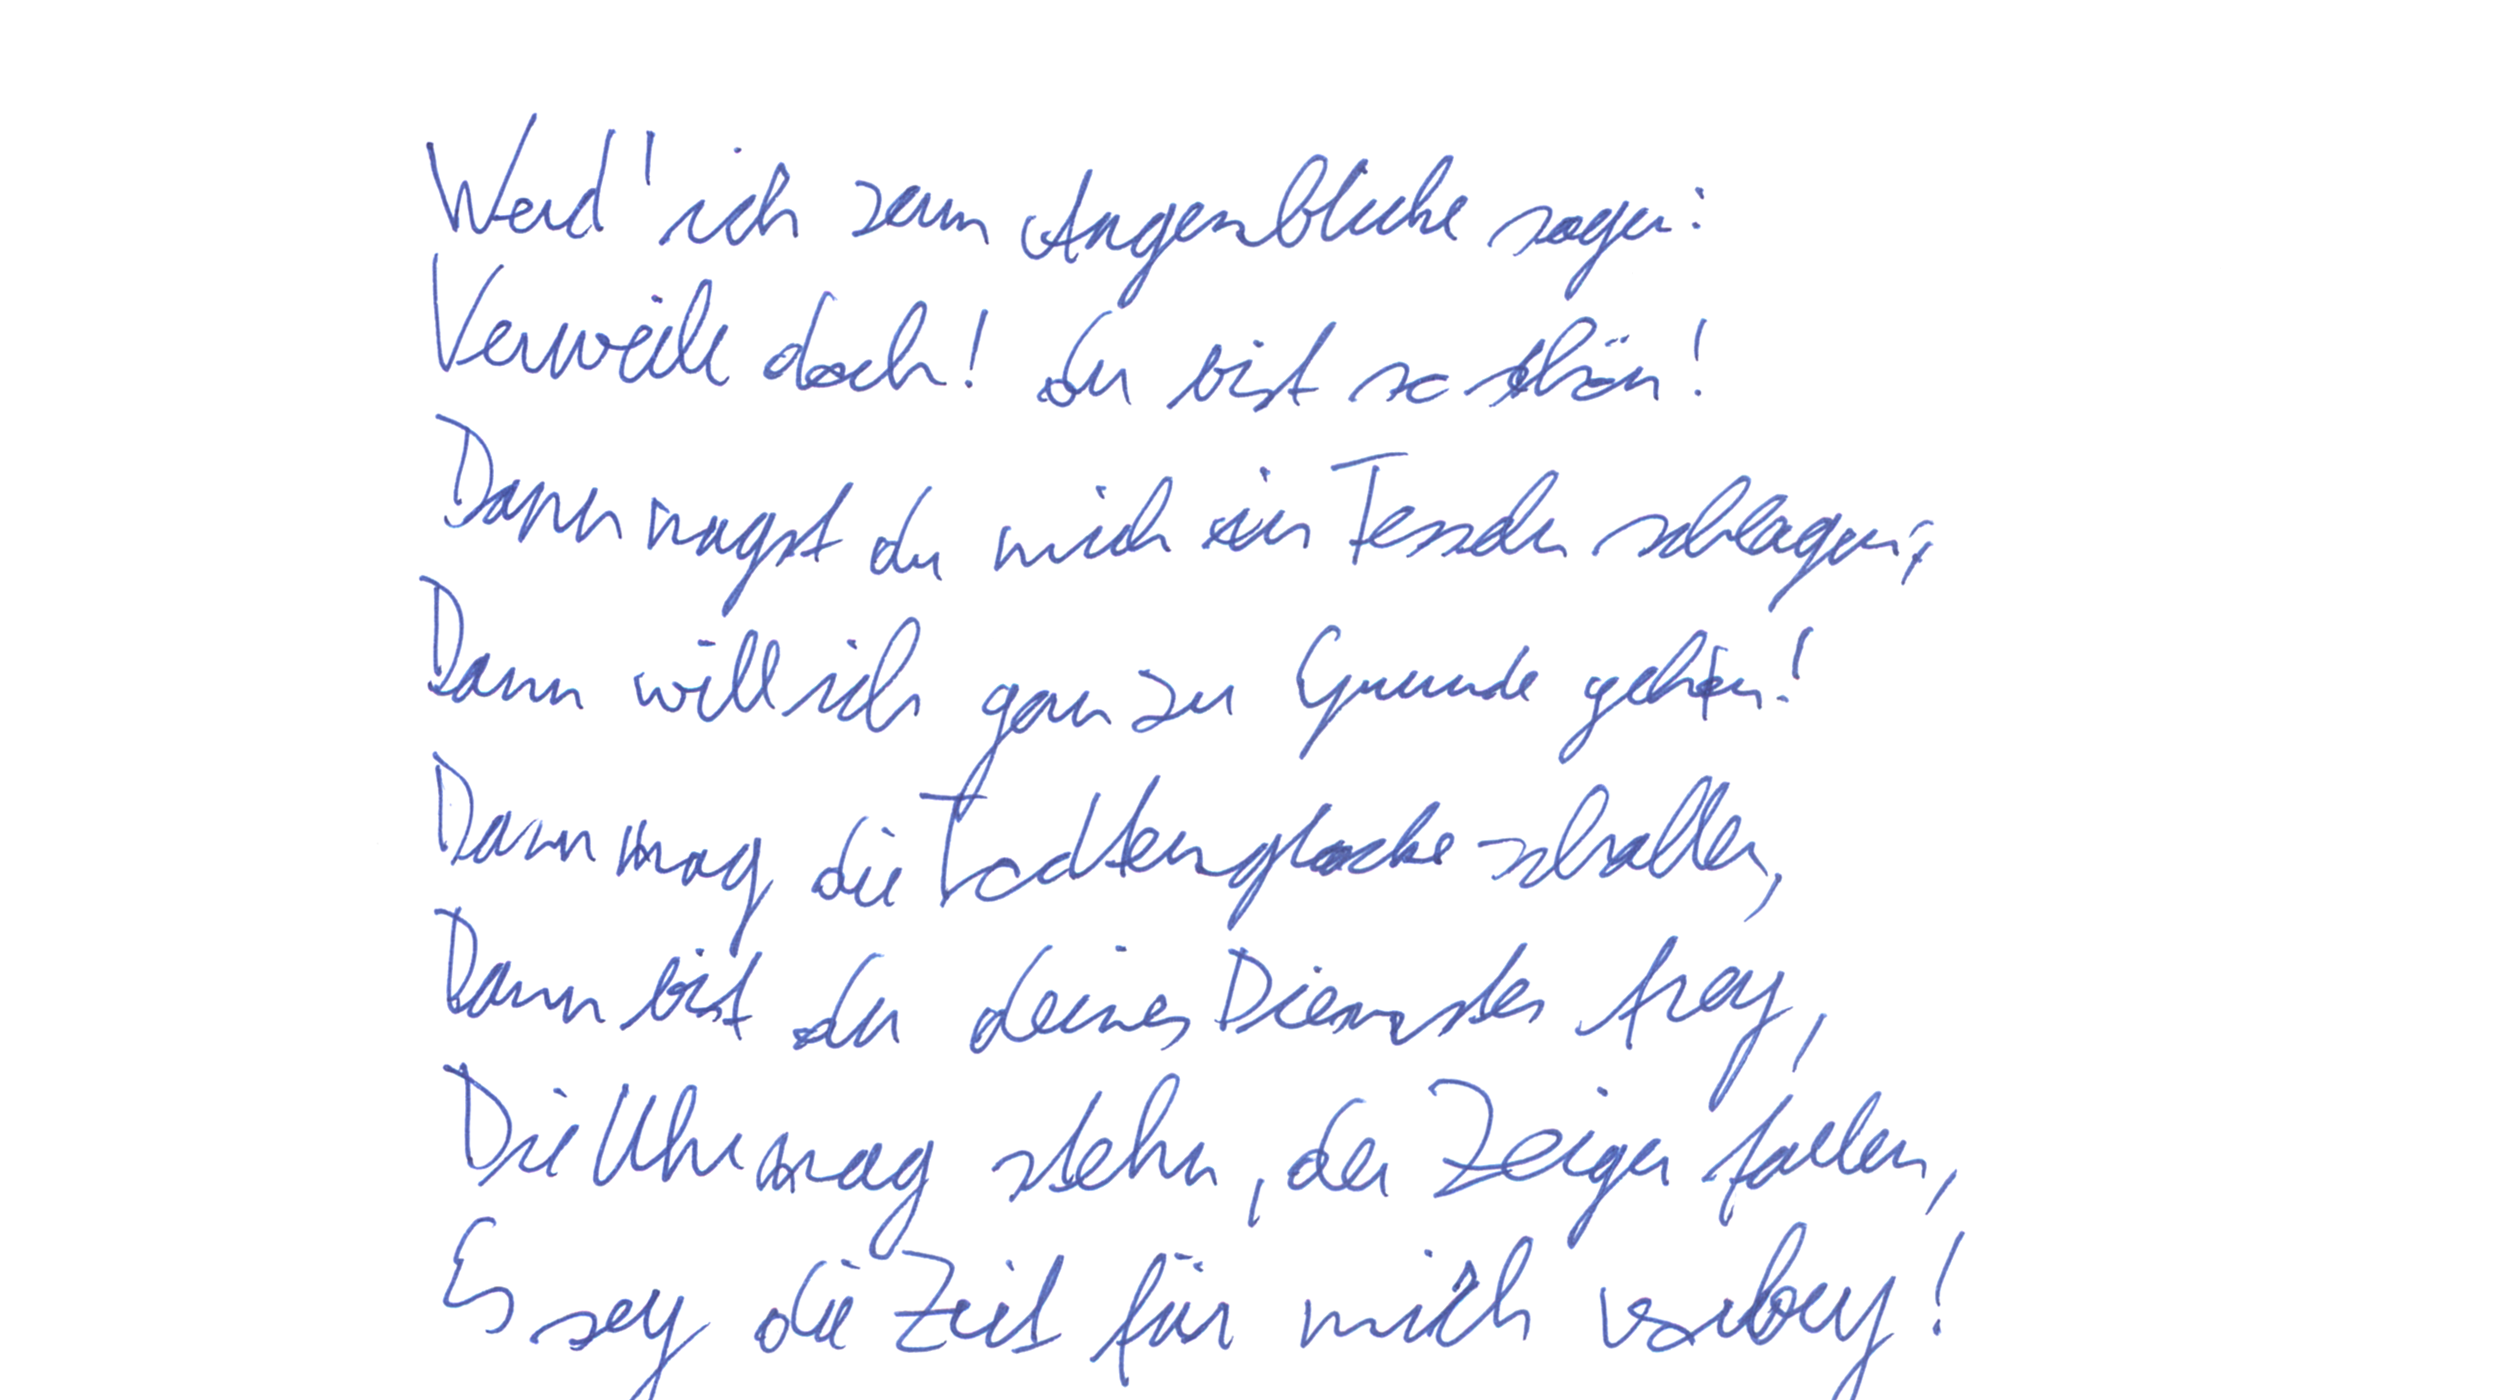 Werd' ich zum Augenblicke sagen:
Verweile doch! du bist so schön!
Dann magst du mich in Fesseln schlagen,
Dann will ich gern zu Grunde gehen!
Dann mag die Todtenglocke schallen,
Dann bist du deines Dienstes frey,
Die Uhr mag stehn, der Zeiger fallen,
Es sey die Zeit für mich vorbey!